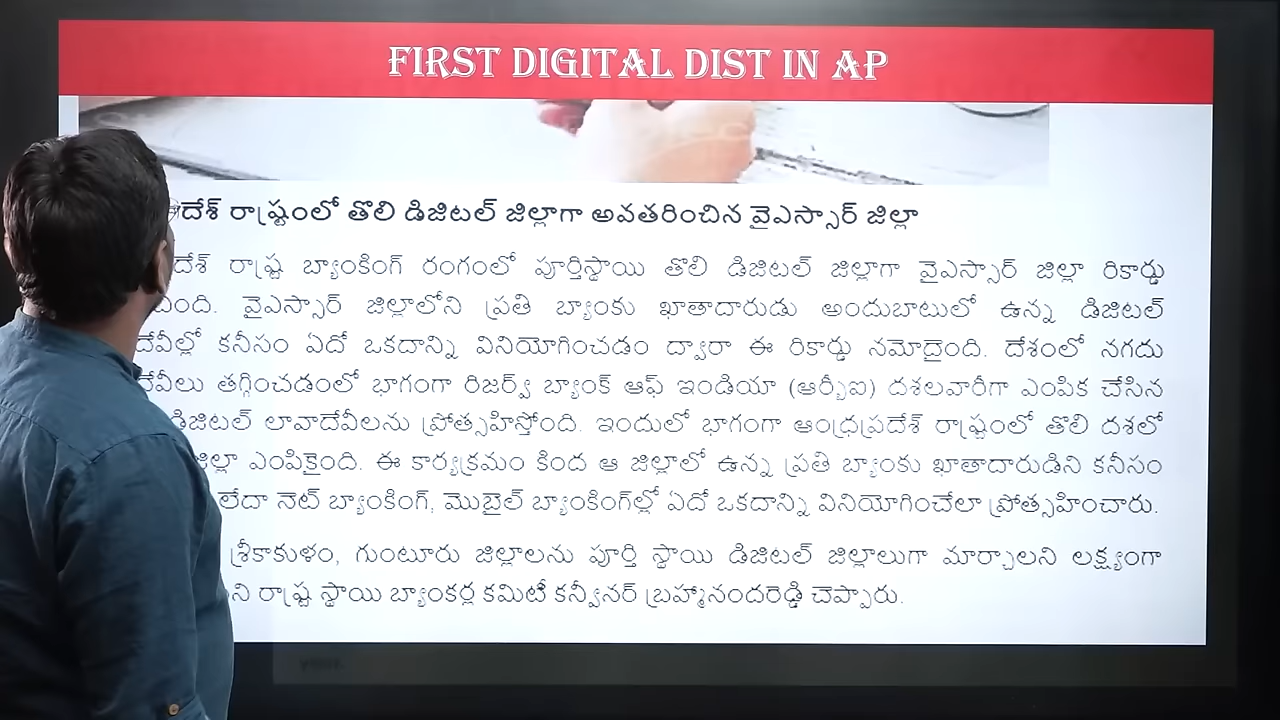 FIRST DIGITAL DIST IN AP
రాష్ట్రంలో తొలి డిజిటల్ జిల్లాగా అవతరించిన వైఎస్సార్ జిల్లా
రాష్ట్ర బ్యాంకింగ్ రంగంలో పూర్తిస్థాయి తొలి డిజిటల్ జిల్లాగా వైఎస్సార్ జిల్లా రికార్డు
వైఎస్సార్ జిల్లాలోని ప్రతి బ్యాంకు ఖాతాదారుడు అందుబాటులో ఉన్న డిజిటల్
కనీసం ఏదో ఒకదాన్ని వినియోగించడం ద్వారా ఈ రికార్డు నమోదైంది. దేశంలో నగదు
తగ్గించడంలో భాగంగా రిజర్వ్ బ్యాంక్ ఆఫ్ ఇండియా (ఆర్బీఐ) దశలవారీగా ఎంపిక చేసిన
డిజిటల్ లావాదేవీలను ప్రోత్సహిస్తోంది. ఇందులో భాగంగా ఆంధ్రప్రదేశ్ రాష్ట్రంలో తొలి దశలో
జిల్లా ఎంపికైంది. ఈ కార్యక్రమం కింద ఆ జిల్లాలో ఉన్న ప్రతి బ్యాంకు ఖాతాదారుడిని కనీసం
లేదా నెట్ బ్యాంకింగ్, మొబైల్ బ్యాంకింగ్‌ల్లో ఏదో ఒకదాన్ని వినియోగించేలా ప్రోత్సహించారు.
శ్రీకాకుళం, గుంటూరు జిల్లాలను పూర్తి స్థాయి డిజిటల్ జిల్లాలుగా మార్చాలని లక్ష్యంగా
రాష్ట్ర స్థాయి బ్యాంకర్ల కమిటీ కన్వీనర్ బ్రహ్మానందరెడ్డి చెప్పారు.